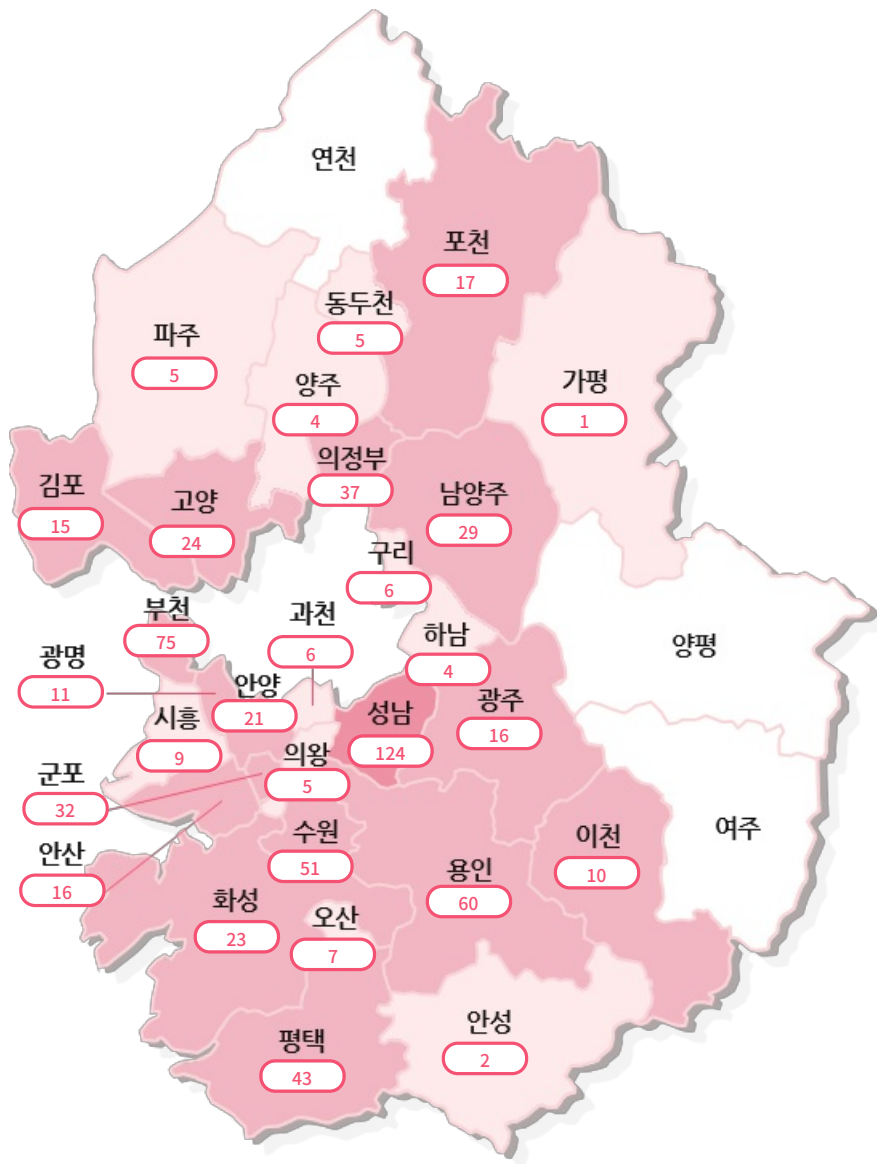 연천
포천
17
동두천
5
파주
5
양주
4
가평
1
의정부
37
김포
15
고양
24
남양주
29
구리
6
부천
75
과천
6
하남
4
양평
광명
11
안양
21
시흥
9
성남
124
광주
16
의왕
5
군포
32
수원
51
이천
10
여주
안산
16
용인
60
화성
23
오산
7
안성
2
평택
43